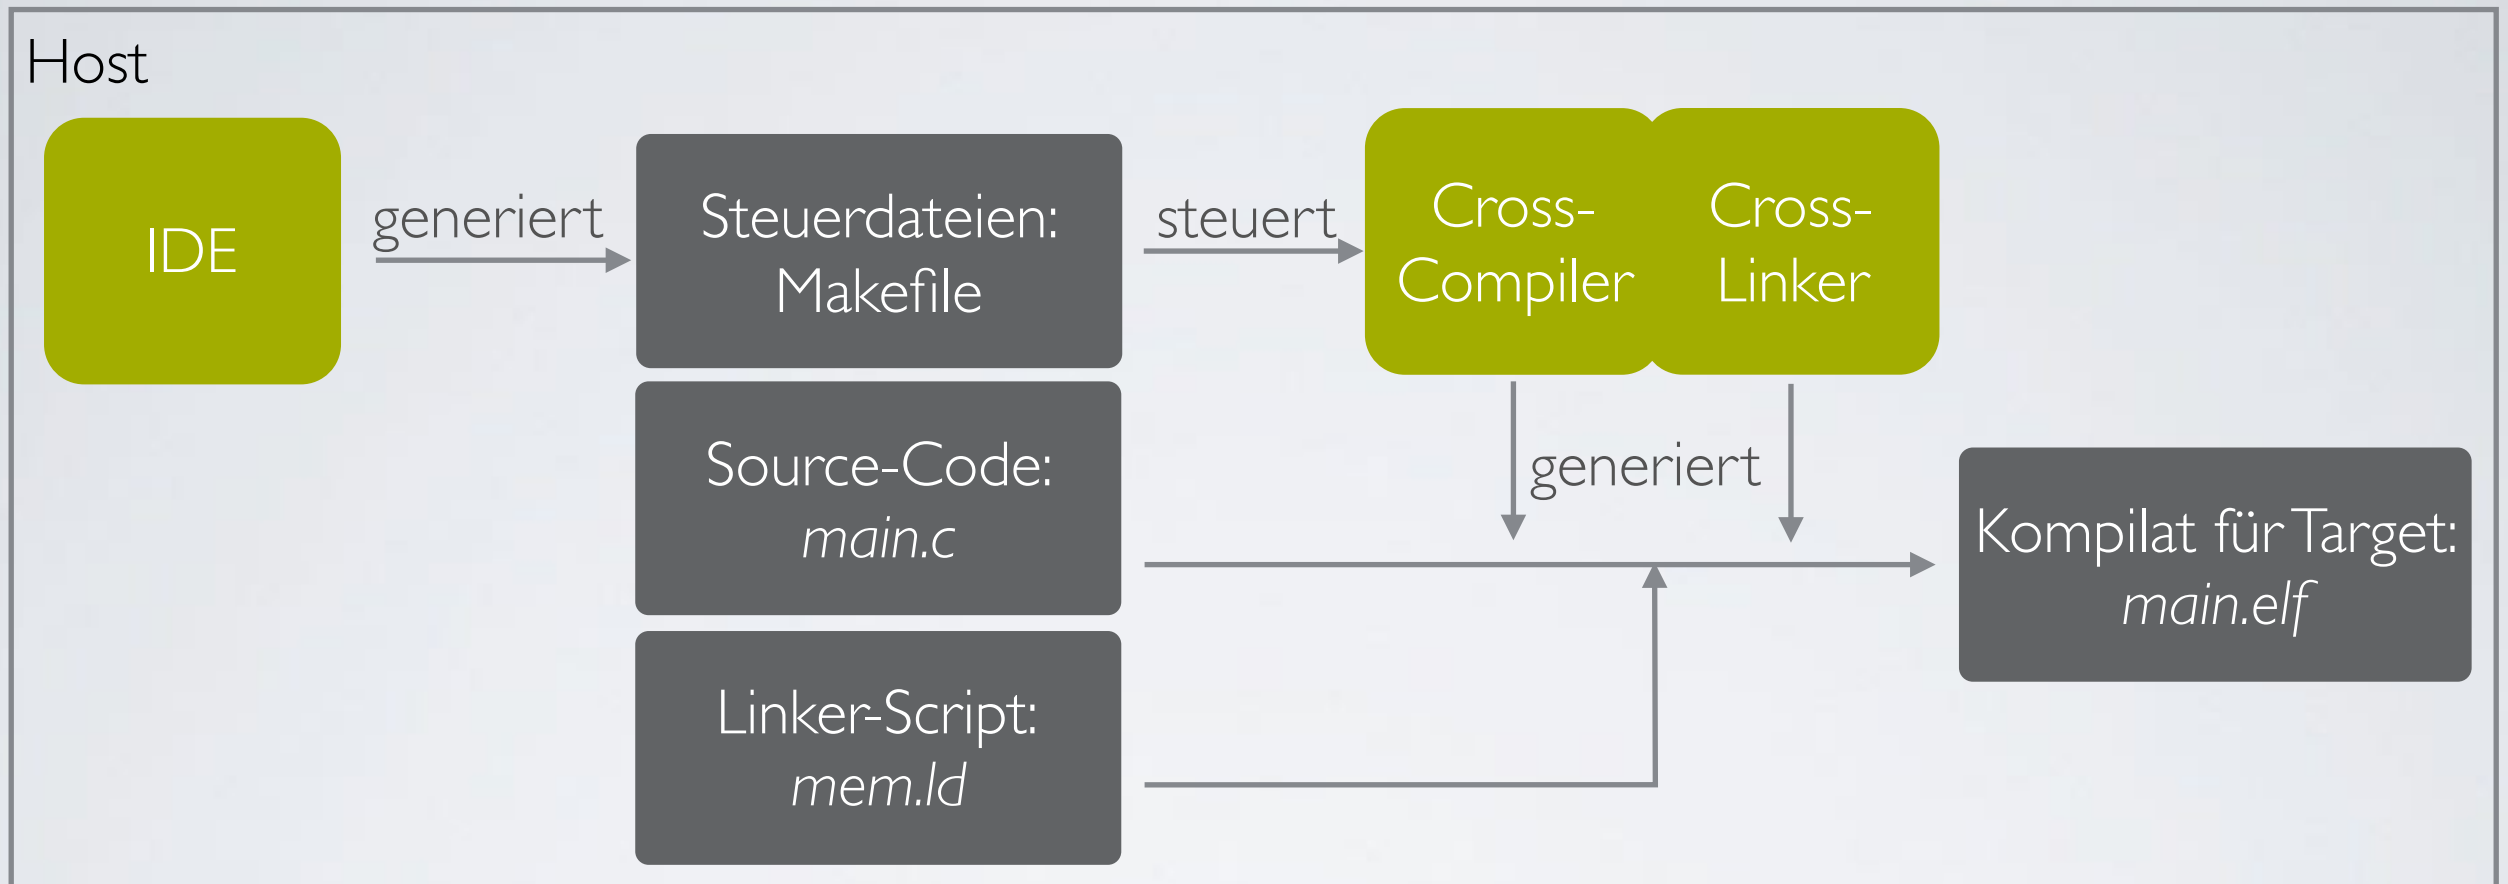 Host
IDE
generiert
Steuerdateien:
Makefile
steuert
Cross-
Compiler
Cross-
Linker
Source-Code:
main.c
generiert
Kompilat für Target:
main.elf
Linker-Script:
mem.ld